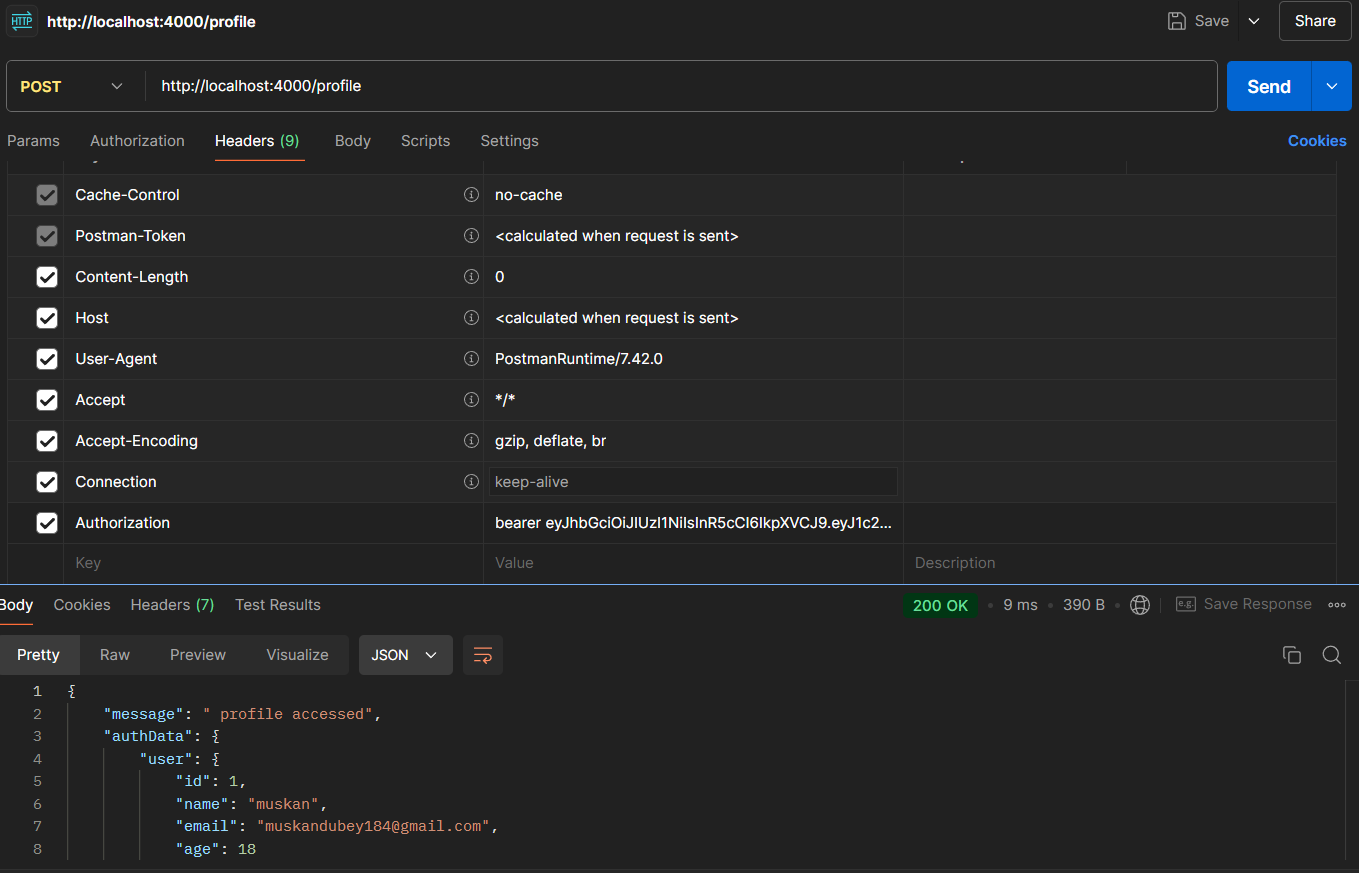 HTTP http://localhost:4000/profile Save Share
POST http://localhost:4000/profile Send
Params Authorization Headers (9) Body Scripts Settings Cookies
Cache-Control no-cache
Postman-Token <calculated when request is sent>
Content-Length 0
Host <calculated when request is sent>
User-Agent PostmanRuntime/7.42.0
Accept */*
Accept-Encoding gzip, deflate, br
Connection keep-alive
Authorization bearer eyJhbGciOiJIUzI1NiIsInR5cCI6IkpXVCJ9.eyJ1c2...
Key Value Description
Body Cookies Headers (7) Test Results 200 OK • 9 ms • 390 B • e.g. Save Response
Pretty Raw Preview Visualize JSON
1 {
2 "message": " profile accessed",
3 "authData": {
4 "user": {
5 "id": 1,
6 "name": "muskan",
7 "email": "muskandubey184@gmail.com",
8 "age": 18